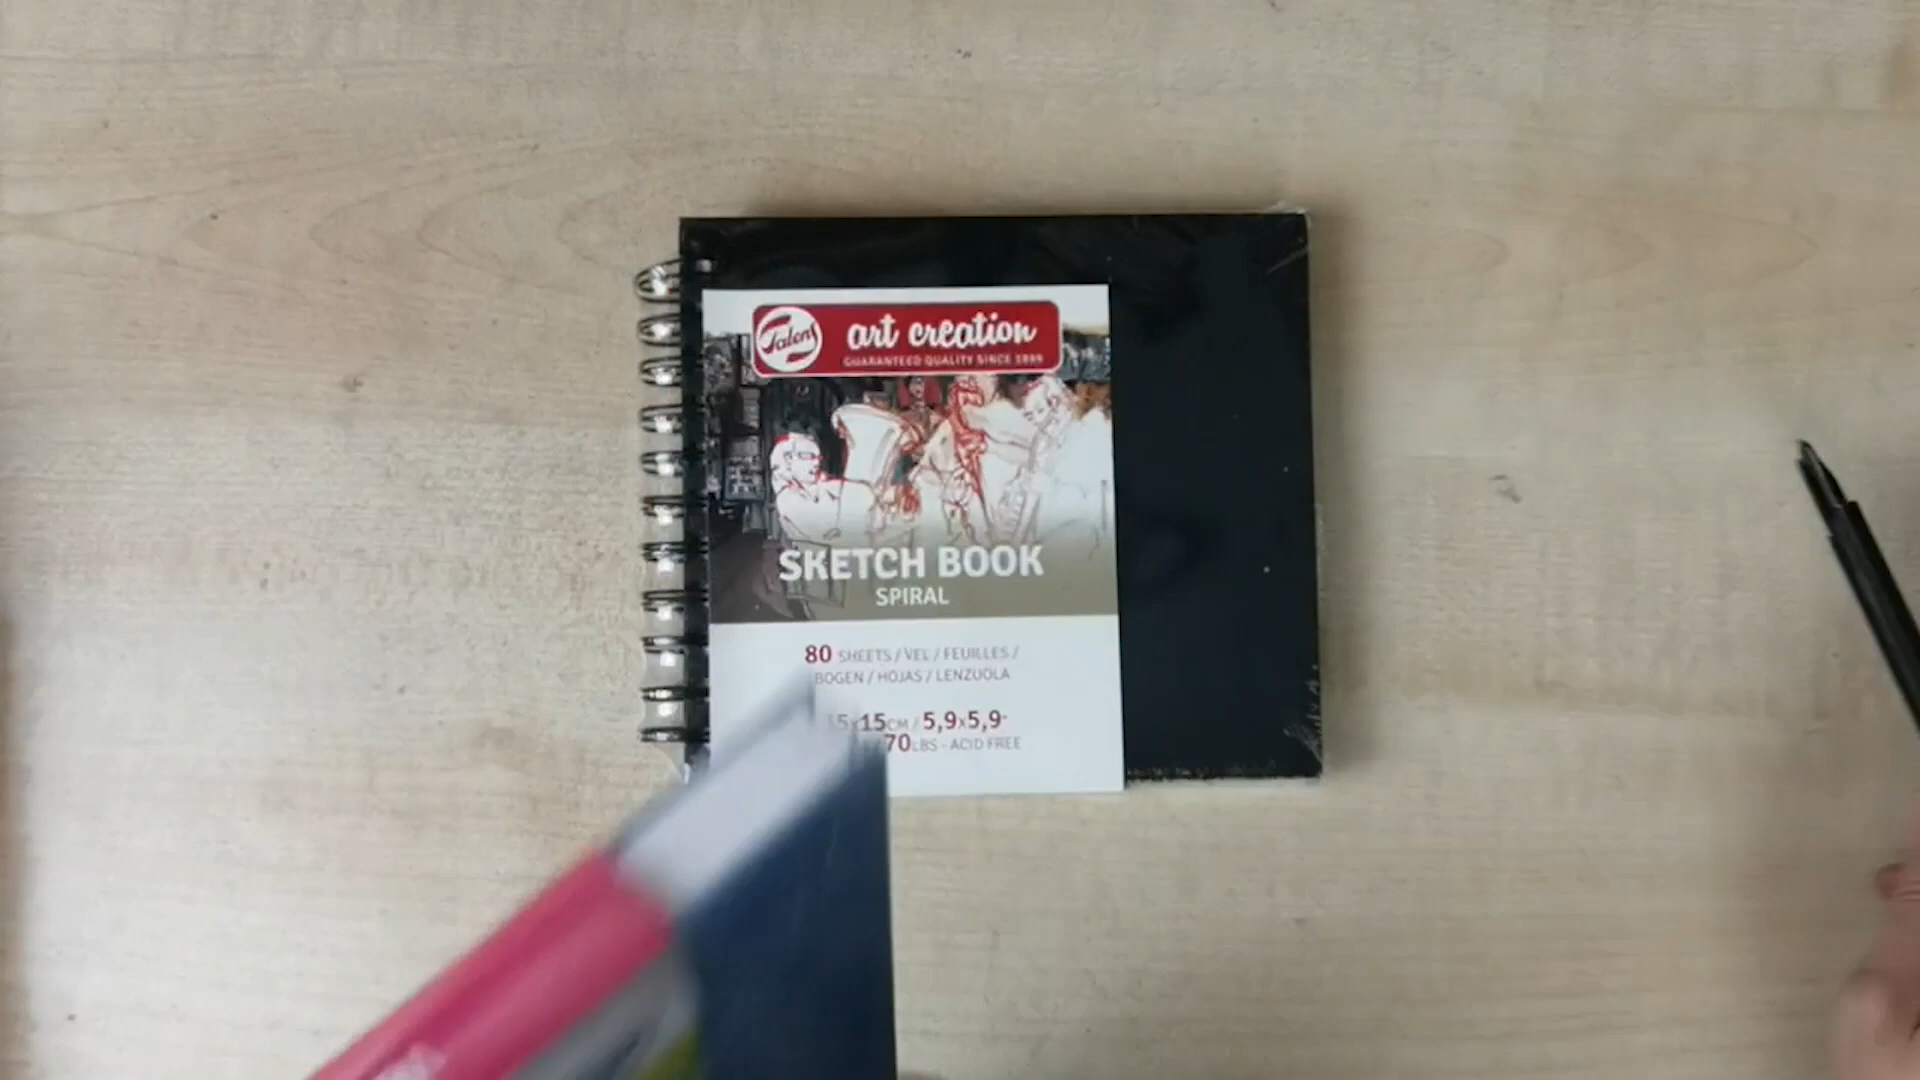 Talens
art creation
GUARANTEED QUALITY SINCE 1899
SKETCH BOOK
SPIRAL
80 SHEETS / VEL / FEUILLES /
BOGEN / HOJAS / LENZUOLA
15CM / 5,9x5,9"
70LBS - ACID FREE